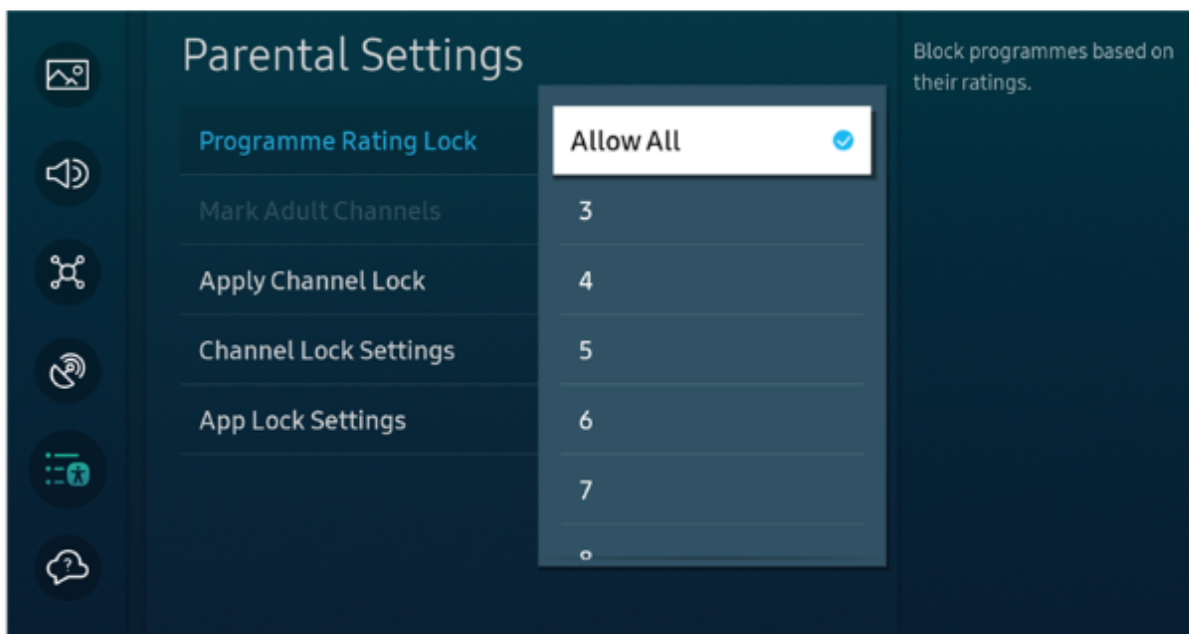 Parental Settings
Programme Rating Lock
Mark Adult Channels
Apply Channel Lock
Channel Lock Settings
App Lock Settings
Allow All
3
4
5
6
7
Block programmes based on
their ratings.